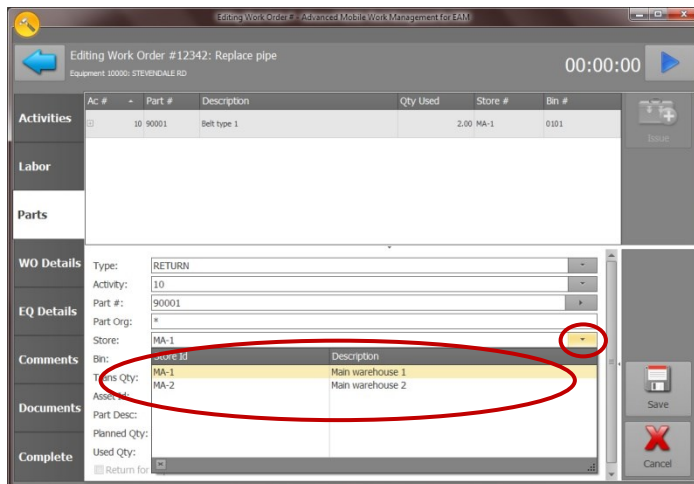 Editing Work Order # - Advanced Mobile Work Management for EAM
Editing Work Order #12342: Replace pipe
Equipment 10000: STEVENDALE RD
00:00:00
Ac # Part # Description Qty Used Store # Bin #
10 90001 Belt type 1 2.00 MA-1 0101
Issue
Activities
Labor
Parts
WO Details
EQ Details
Comments
Documents
Complete
Type: RETURN
Activity: 10
Part #: 90001
Part Org: *
Store: MA-1
Bin: Store Id Description
MA-1 Main warehouse 1
Trans Qty:
MA-2 Main warehouse 2
Asset Id:
Part Desc:
Planned Qty:
Used Qty:
Return for
Save
Cancel